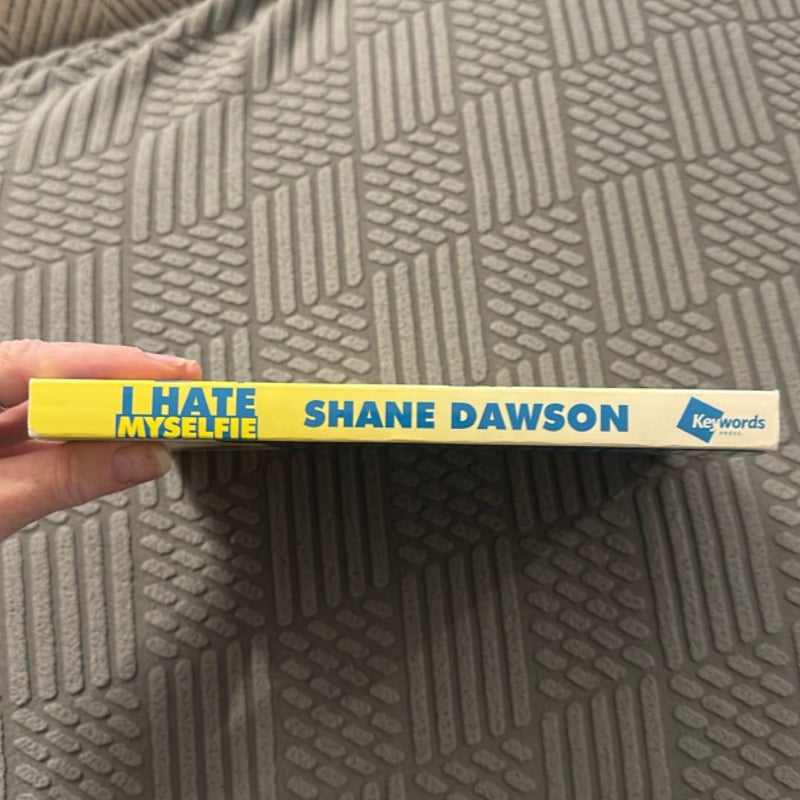 I HATE
MYSELFIE
SHANE DAWSON
Keywords
PRESS